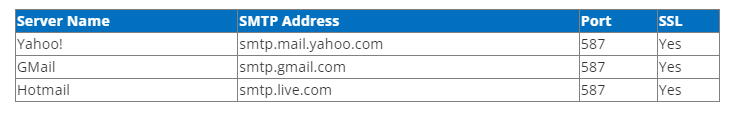 Server Name SMTP Address Port SSL
Yahoo! smtp.mail.yahoo.com 587 Yes
GMail smtp.gmail.com 587 Yes
Hotmail smtp.live.com 587 Yes